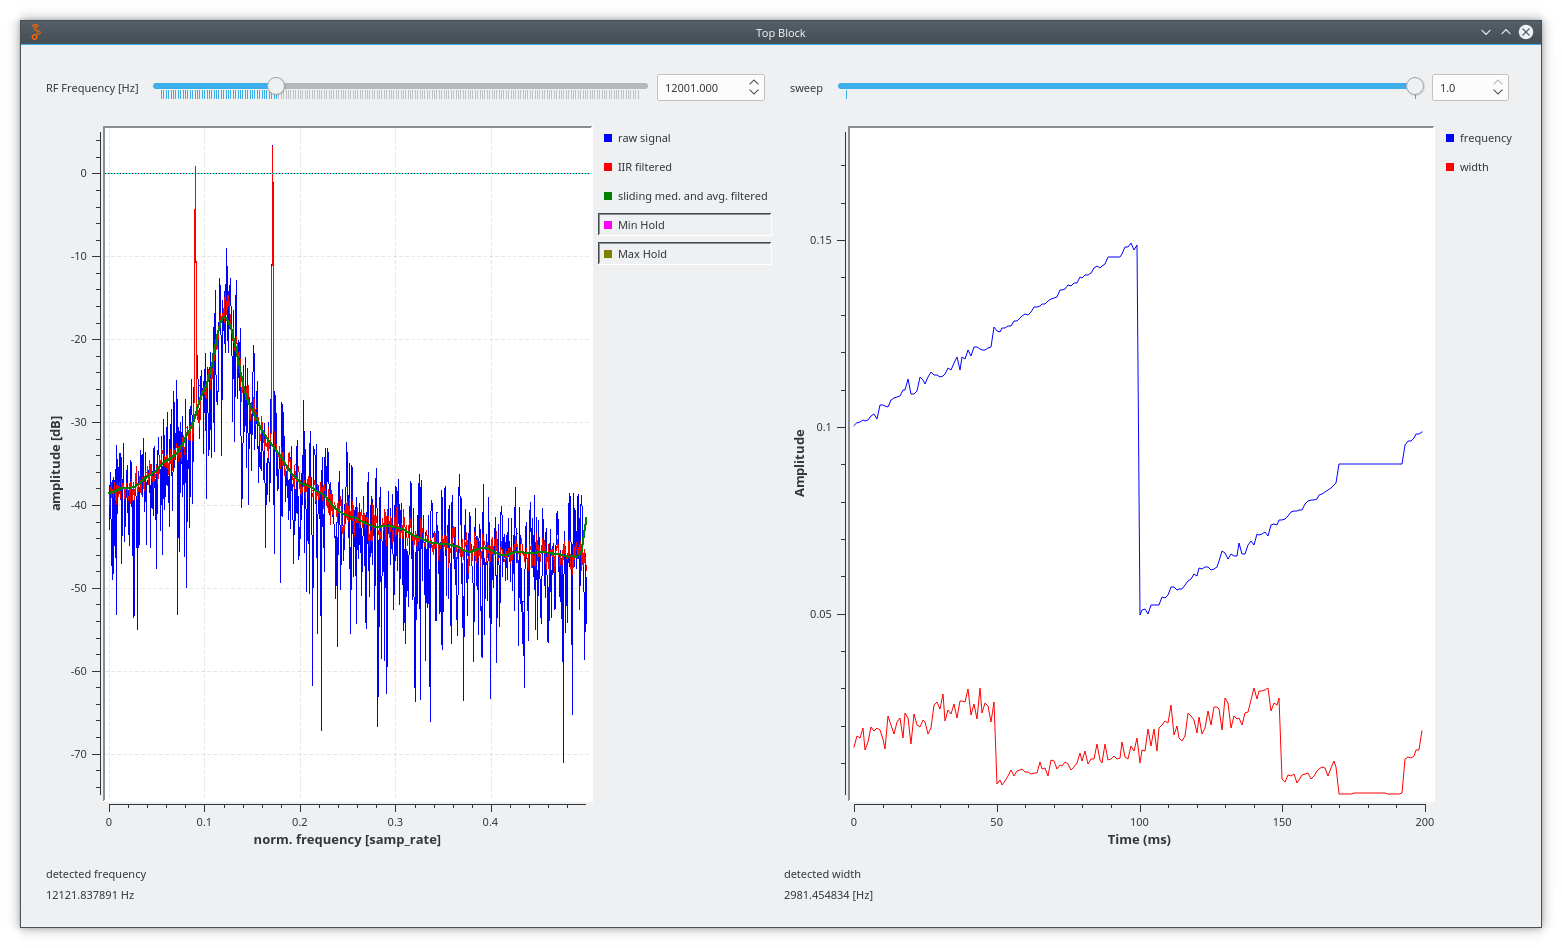 Top Block
RF Frequency [Hz]
12001.000
sweep
1.0
raw signal
IIR filtered
sliding med. and avg. filtered
Min Hold
Max Hold
0
-10
-20
-30
-40
-50
-60
-70
amplitude [dB]
0
0.1
0.2
0.3
0.4
norm. frequency [samp_rate]
frequency
width
0.15
0.1
0.05
Amplitude
0
50
100
150
200
Time (ms)
detected frequency
12121.837891 Hz
detected width
2981.454834 [Hz]